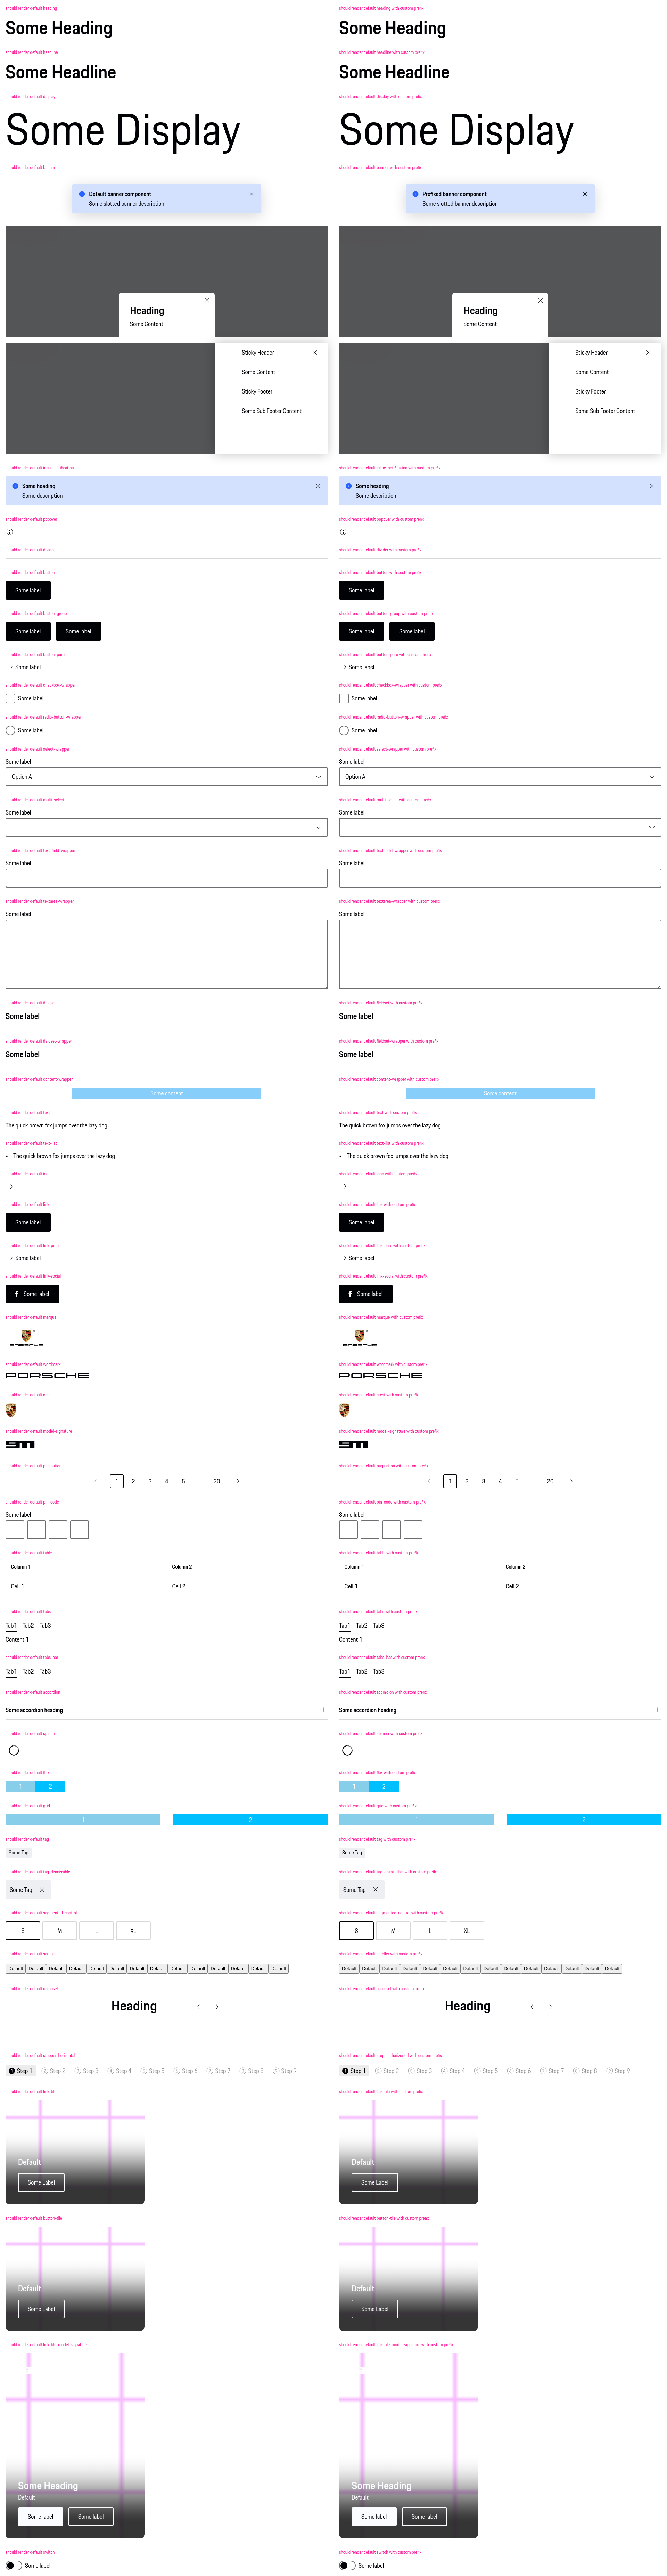 should render default heading
Some Heading
should render default headline
Some Headline
should render default display
Some Display
should render default banner
Default banner component
Some slotted banner description
Heading
Some Content
Sticky Header
Some Content
Sticky Footer
Some Sub Footer Content
should render default inline-notification
Some heading
Some description
should render default popover
should render default divider
should render default button
Some label
should render default button-group
Some label Some label
should render default button-pure
Some label
should render default checkbox-wrapper
Some label
should render default radio-button-wrapper
Some label
should render default select-wrapper
Some label
Option A
should render default multi-select
Some label
should render default text-field-wrapper
Some label
should render default textarea-wrapper
Some label
should render default fieldset
Some label
should render default fieldset-wrapper
Some label
should render default content-wrapper
Some content
should render default text
The quick brown fox jumps over the lazy dog
should render default text-list
• The quick brown fox jumps over the lazy dog
should render default icon
should render default link
Some label
should render default link-pure
Some label
should render default link-social
Some label
should render default marque
PORSCHE
should render default wordmark
PORSCHE
should render default crest
should render default model-signature
911
should render default pagination
1 2 3 4 5 ... 20
should render default pin-code
Some label
should render default table
Column 1 Column 2
Cell 1 Cell 2
should render default tabs
Tab1 Tab2 Tab3
Content 1
should render default tabs-bar
Tab1 Tab2 Tab3
should render default accordion
Some accordion heading
should render default spinner
should render default flex
1 2
should render default grid
1 2
should render default tag
Some Tag
should render default tag-dismissible
Some Tag
should render default segmented-control
S M L XL
should render default scroller
Default Default Default Default Default Default Default Default Default Default Default Default Default Default
should render default carousel
Heading
should render default stepper-horizontal
1 Step 1 2 Step 2 3 Step 3 4 Step 4 5 Step 5 6 Step 6 7 Step 7 8 Step 8 9 Step 9
should render default link-tile
Default
Some Label
should render default button-tile
Default
Some Label
should render default link-tile-model-signature
Some Heading
Default
Some label Some label
should render default switch
Some label
should render default heading with custom prefix
Some Heading
should render default headline with custom prefix
Some Headline
should render default display with custom prefix
Some Display
should render default banner with custom prefix
Prefixed banner component
Some slotted banner description
Heading
Some Content
Sticky Header
Some Content
Sticky Footer
Some Sub Footer Content
should render default inline-notification with custom prefix
Some heading
Some description
should render default popover with custom prefix
should render default divider with custom prefix
should render default button with custom prefix
Some label
should render default button-group with custom prefix
Some label Some label
should render default button-pure with custom prefix
Some label
should render default checkbox-wrapper with custom prefix
Some label
should render default radio-button-wrapper with custom prefix
Some label
should render default select-wrapper with custom prefix
Some label
Option A
should render default multi-select with custom prefix
Some label
should render default text-field-wrapper with custom prefix
Some label
should render default textarea-wrapper with custom prefix
Some label
should render default fieldset with custom prefix
Some label
should render default fieldset-wrapper with custom prefix
Some label
should render default content-wrapper with custom prefix
Some content
should render default text with custom prefix
The quick brown fox jumps over the lazy dog
should render default text-list with custom prefix
• The quick brown fox jumps over the lazy dog
should render default icon with custom prefix
should render default link with custom prefix
Some label
should render default link-pure with custom prefix
Some label
should render default link-social with custom prefix
Some label
should render default marque with custom prefix
PORSCHE
should render default wordmark with custom prefix
PORSCHE
should render default crest with custom prefix
should render default model-signature with custom prefix
911
should render default pagination with custom prefix
1 2 3 4 5 ... 20
should render default pin-code with custom prefix
Some label
should render default table with custom prefix
Column 1 Column 2
Cell 1 Cell 2
should render default tabs with custom prefix
Tab1 Tab2 Tab3
Content 1
should render default tabs-bar with custom prefix
Tab1 Tab2 Tab3
should render default accordion with custom prefix
Some accordion heading
should render default spinner with custom prefix
should render default flex with custom prefix
1 2
should render default grid with custom prefix
1 2
should render default tag with custom prefix
Some Tag
should render default tag-dismissible with custom prefix
Some Tag
should render default segmented-control with custom prefix
S M L XL
should render default scroller with custom prefix
Default Default Default Default Default Default Default Default Default Default Default Default Default Default
should render default carousel with custom prefix
Heading
should render default stepper-horizontal with custom prefix
1 Step 1 2 Step 2 3 Step 3 4 Step 4 5 Step 5 6 Step 6 7 Step 7 8 Step 8 9 Step 9
should render default link-tile with custom prefix
Default
Some Label
should render default button-tile with custom prefix
Default
Some Label
should render default link-tile-model-signature with custom prefix
Some Heading
Default
Some label Some label
should render default switch with custom prefix
Some label